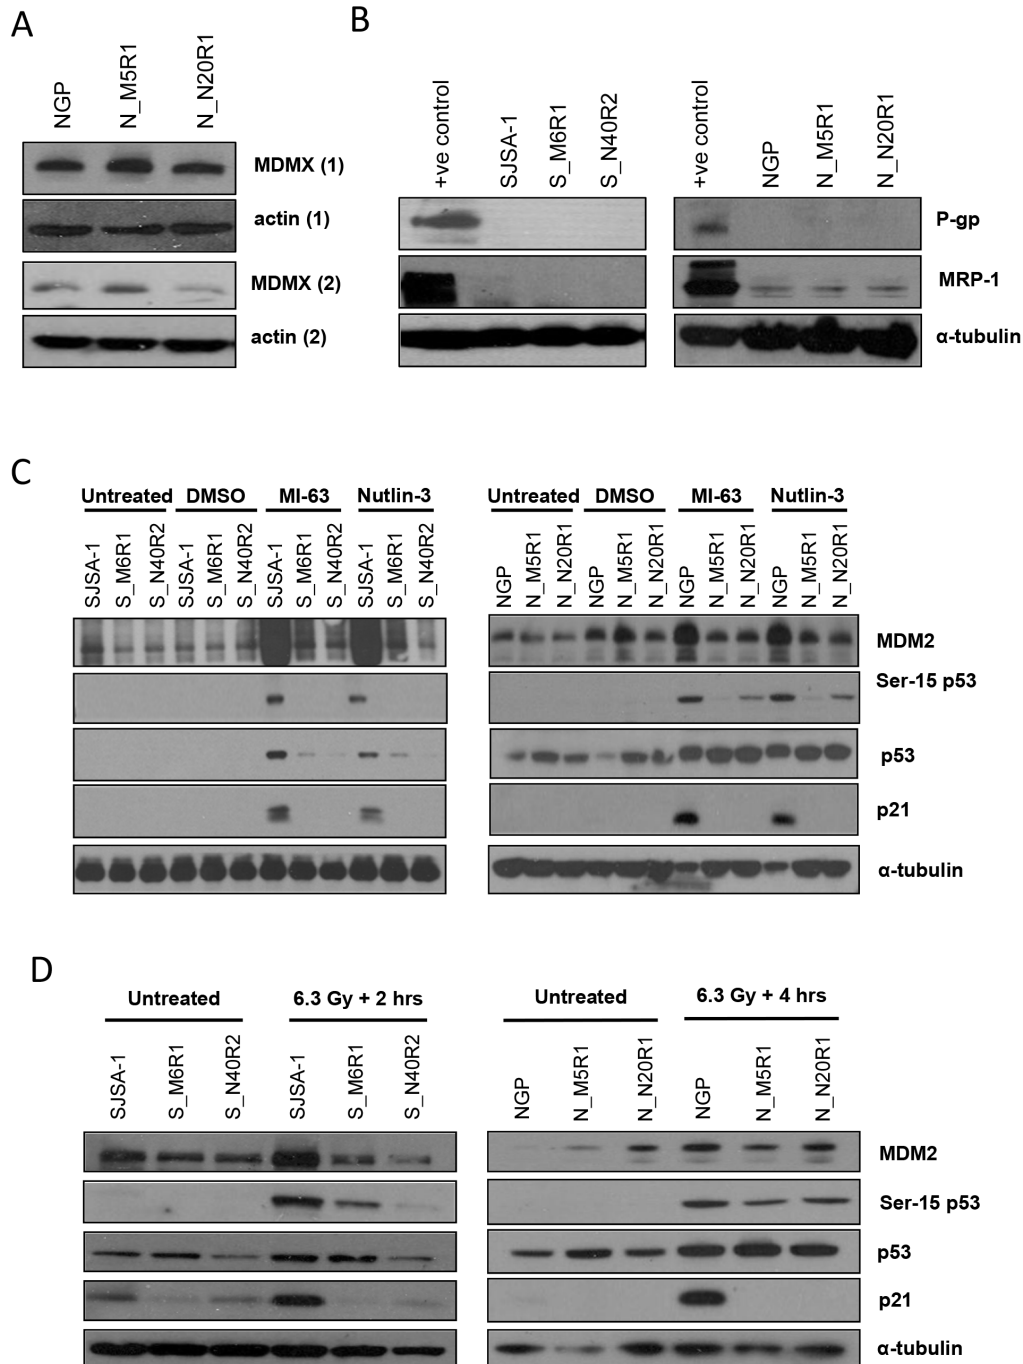 A
NGP
N_M5R1
N_N20R1
MDMX (1)
actin (1)
MDMX (2)
actin (2)
B
+ve control
SJSA-1
S_M6R1
S_N40R2
+ve control
NGP
N_M5R1
N_N20R1
P-gp
MRP-1
α-tubulin
C
Untreated DMSO MI-63 Nutlin-3
SJSA-1
S_M6R1
S_N40R2
SJSA-1
S_M6R1
S_N40R2
SJSA-1
S_M6R1
S_N40R2
SJSA-1
S_M6R1
S_N40R2
Untreated DMSO MI-63 Nutlin-3
NGP
N_M5R1
N_N20R1
NGP
N_M5R1
N_N20R1
NGP
N_M5R1
N_N20R1
NGP
N_M5R1
N_N20R1
MDM2
Ser-15 p53
p53
p21
α-tubulin
D
Untreated 6.3 Gy + 2 hrs
SJSA-1
S_M6R1
S_N40R2
SJSA-1
S_M6R1
S_N40R2
Untreated 6.3 Gy + 4 hrs
NGP
N_M5R1
N_N20R1
NGP
N_M5R1
N_N20R1
MDM2
Ser-15 p53
p53
p21
α-tubulin